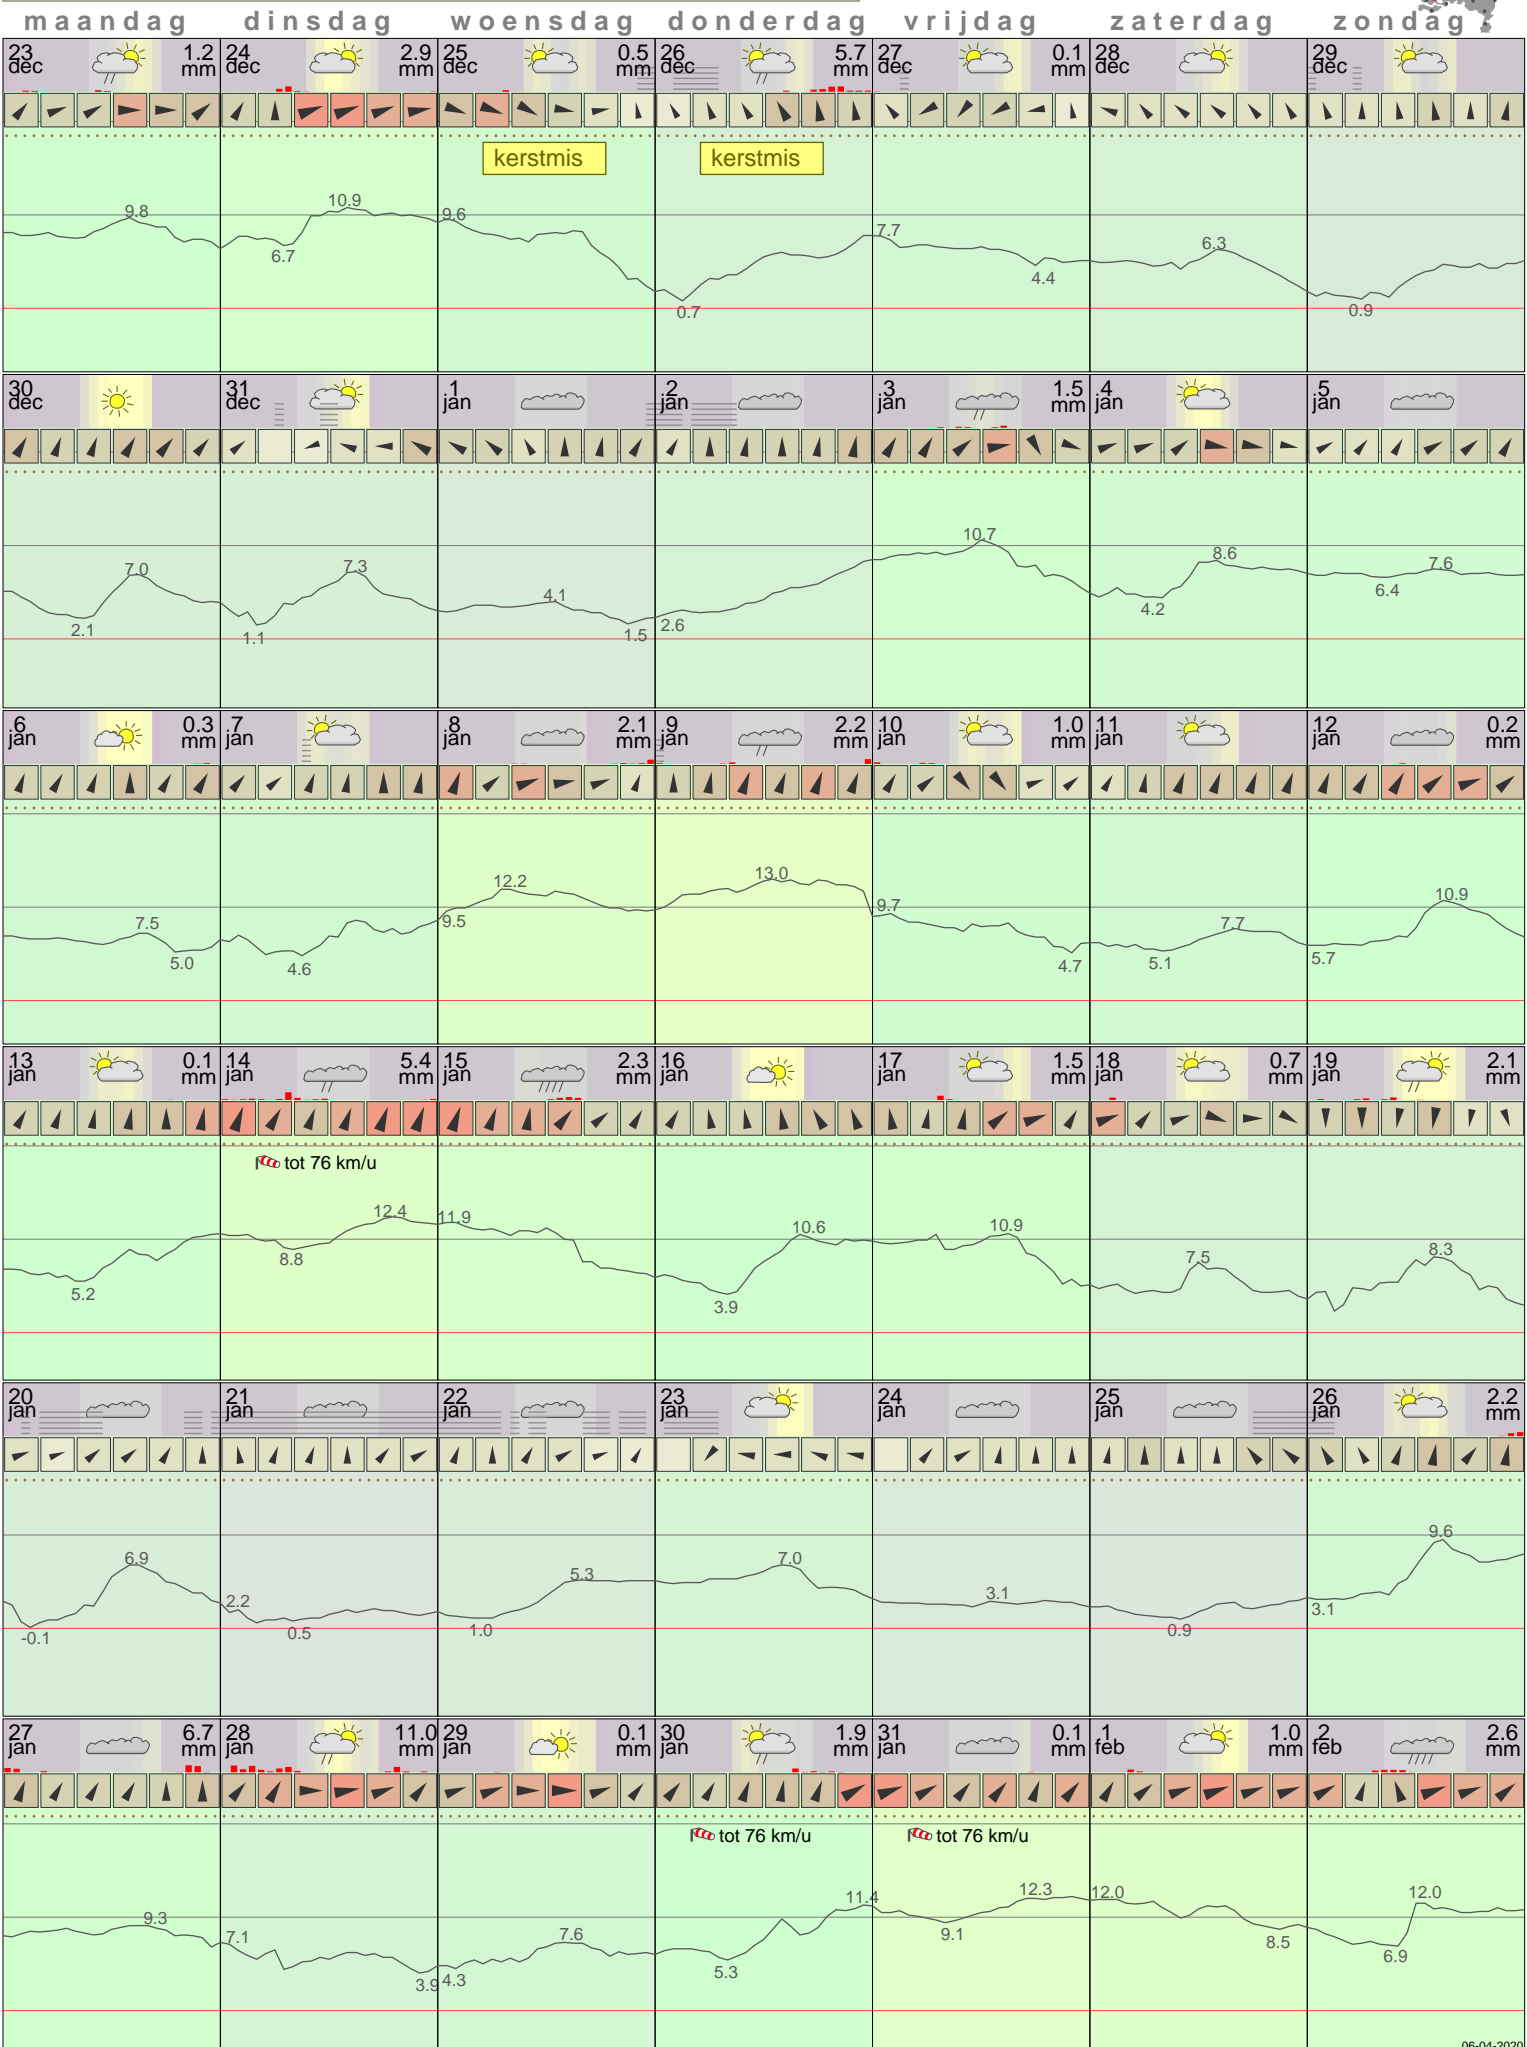 maandag dinsdag woensdag donderdag vrijdag zaterdag zondag
23 1.2 24 2.9 25 0.5 26 5.7 27 0.1 28 29
dec mm dec mm dec mm dec mm dec mm dec dec
kerstmis kerstmis
9.8 10.9 9.6 7.7 6.3
6.7 0.7 4.4 0.9
30 31 1 2 3 1.5 4 5
dec dec jan jan jan mm jan jan
7.0 7.3 4.1 10.7 8.6 7.6
2.1 1.1 1.5 2.6 4.2 6.4
6 0.3 7 8 2.1 9 2.2 10 1.0 11 12 0.2
jan mm jan jan mm jan mm jan mm jan jan mm
7.5 12.2 13.0 9.7 7.7 10.9
5.0 4.6 9.5 4.7 5.1 5.7
13 0.1 14 5.4 15 2.3 16 17 1.5 18 0.7 19 2.1
jan mm jan mm jan mm jan jan mm jan mm jan mm
tot 76 km/u
12.4 11.9 10.6 10.9 7.5 8.3
5.2 8.8 3.9
20 21 22 23 24 25 26 2.2
jan jan jan jan jan jan jan mm
6.9 2.2 5.3 7.0 3.1 9.6
-0.1 0.5 1.0 0.9 3.1
27 6.7 28 11.0 29 0.1 30 1.9 31 0.1 1 1.0 2 2.6
jan mm jan mm jan mm jan mm jan mm feb mm feb mm
tot 76 km/u tot 76 km/u
9.3 7.1 7.6 11.4 12.3 12.0 12.0
3.9 4.3 5.3 9.1 8.5 6.9
06-04-2020